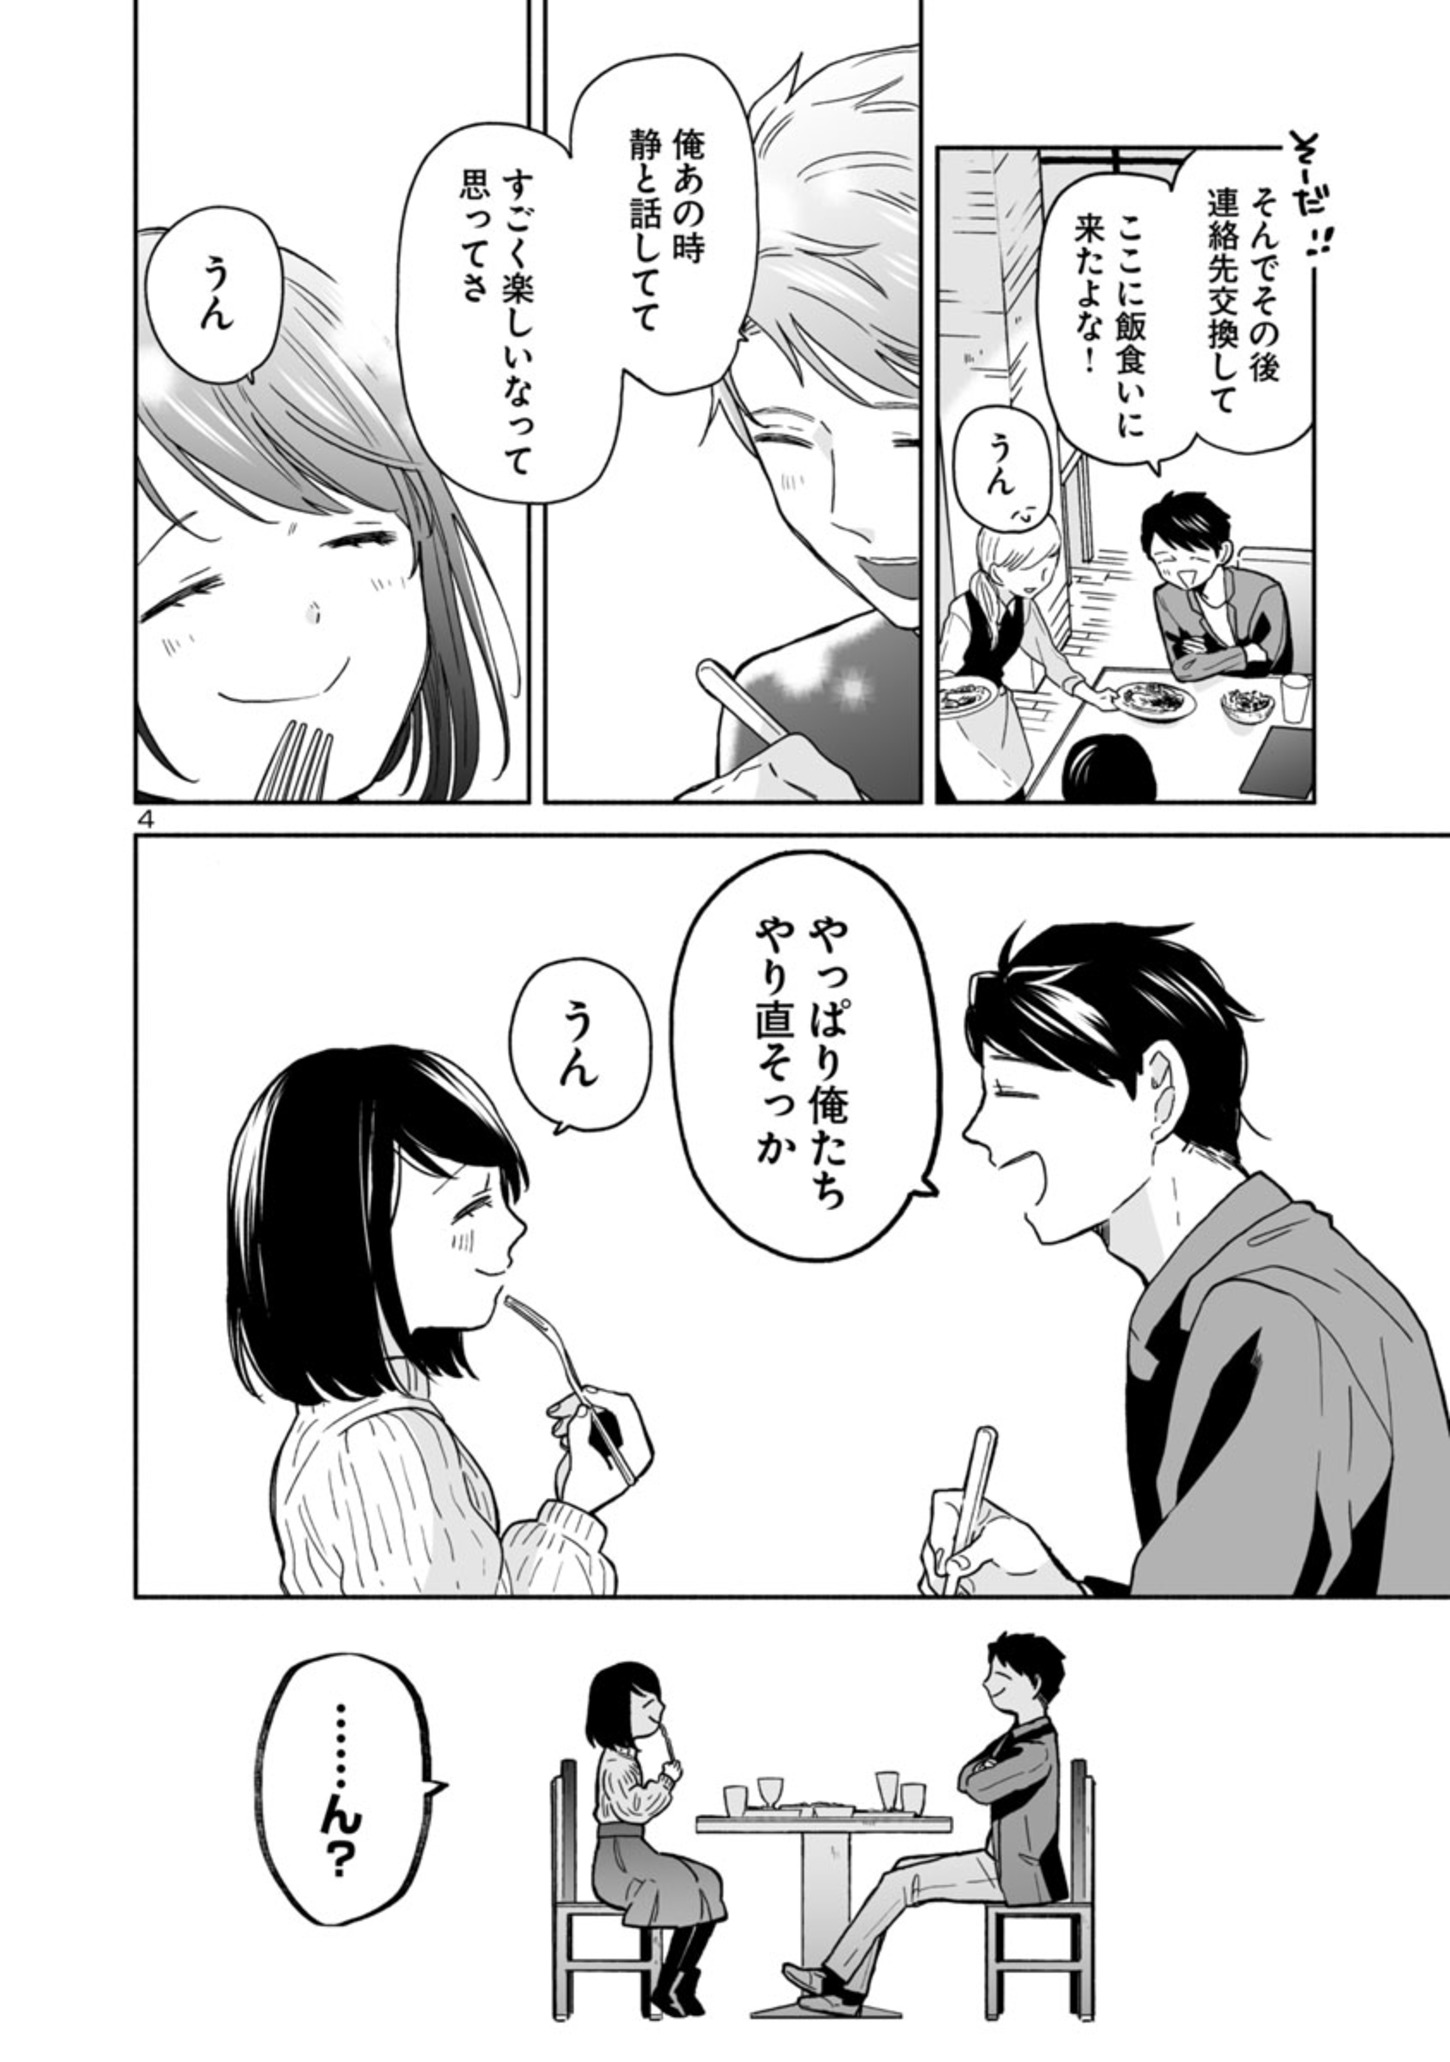 そーだ!!
そんでその後
連絡先交換して
ここに飯食いに
来たよな!
うん
俺あの時
静と話してて
すごく楽しいなって
思ってさ
うん
4
やっぱり俺たち
やり直そっか
うん
………ん?